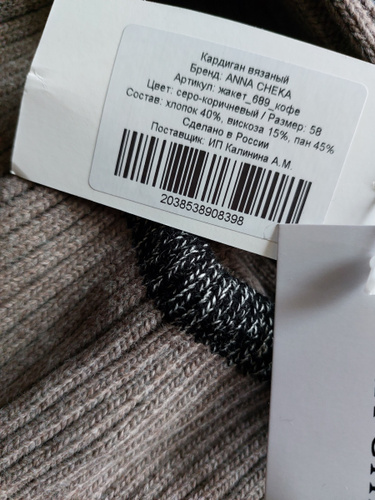 Кардиган вязаный
Бренд: ANNA CHEKA
Артикул: жакет_689_кофе
Цвет: серо-коричневый / Размер: 58
Состав: хлопок 40%, вискоза 15%, пан 45%
Сделано в России
Поставщик: ИП Калинина А.М.
2038538908398